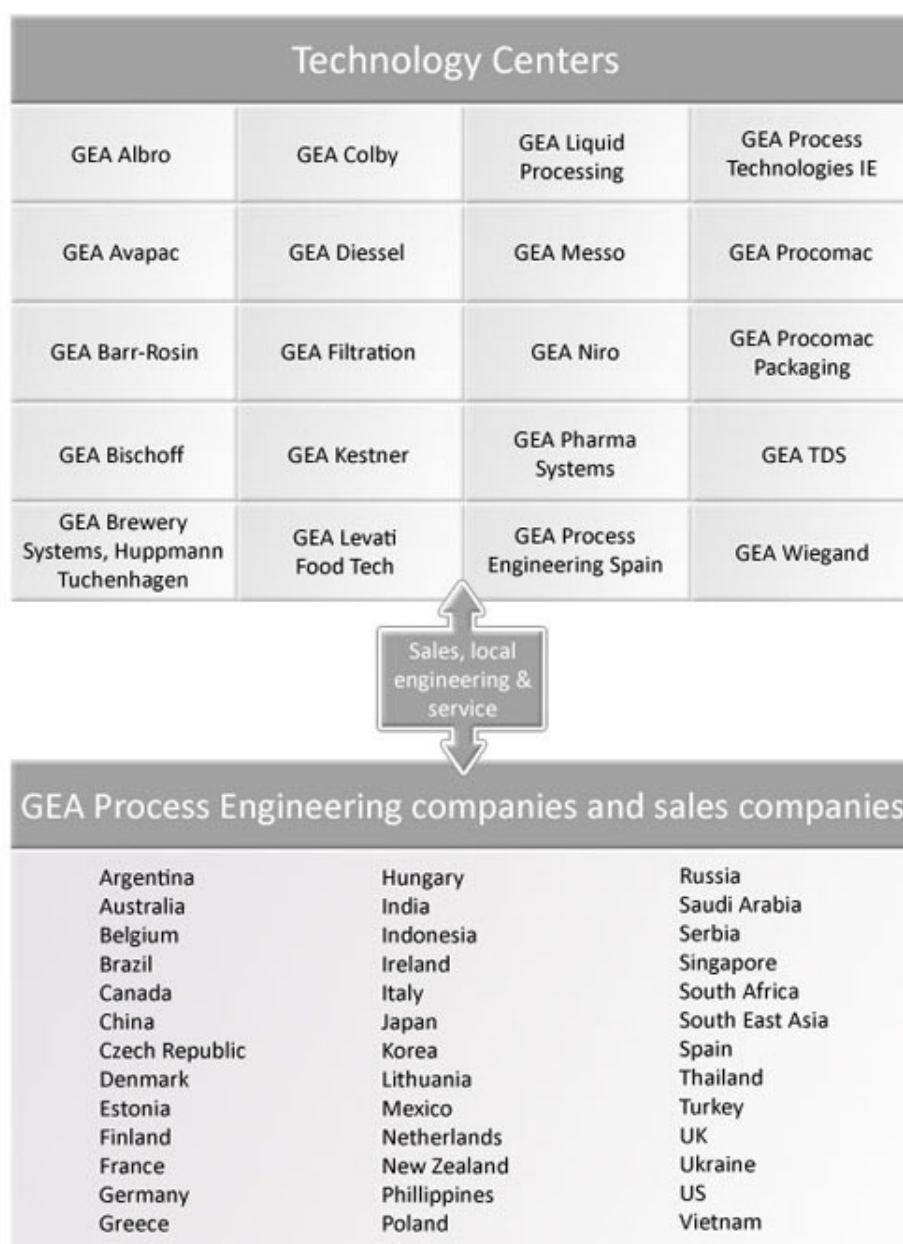 Technology Centers
GEA Albro
GEA Colby
GEA Liquid
Processing
GEA Process
Technologies IE
GEA Avapac
GEA Diessel
GEA Messo
GEA Procomac
GEA Barr-Rosin
GEA Filtration
GEA Niro
GEA Procomac
Packaging
GEA Bischoff
GEA Kestner
GEA Pharma
Systems
GEA TDS
GEA Brewery
Systems, Huppmann
Tuchenhagen
GEA Levati
Food Tech
GEA Process
Engineering Spain
GEA Wiegand
Sales, local
engineering &
service
GEA Process Engineering companies and sales companies
Argentina
Australia
Belgium
Brazil
Canada
China
Czech Republic
Denmark
Estonia
Finland
France
Germany
Greece
Hungary
India
Indonesia
Ireland
Italy
Japan
Korea
Lithuania
Mexico
Netherlands
New Zealand
Phillippines
Poland
Russia
Saudi Arabia
Serbia
Singapore
South Africa
South East Asia
Spain
Thailand
Turkey
UK
Ukraine
US
Vietnam